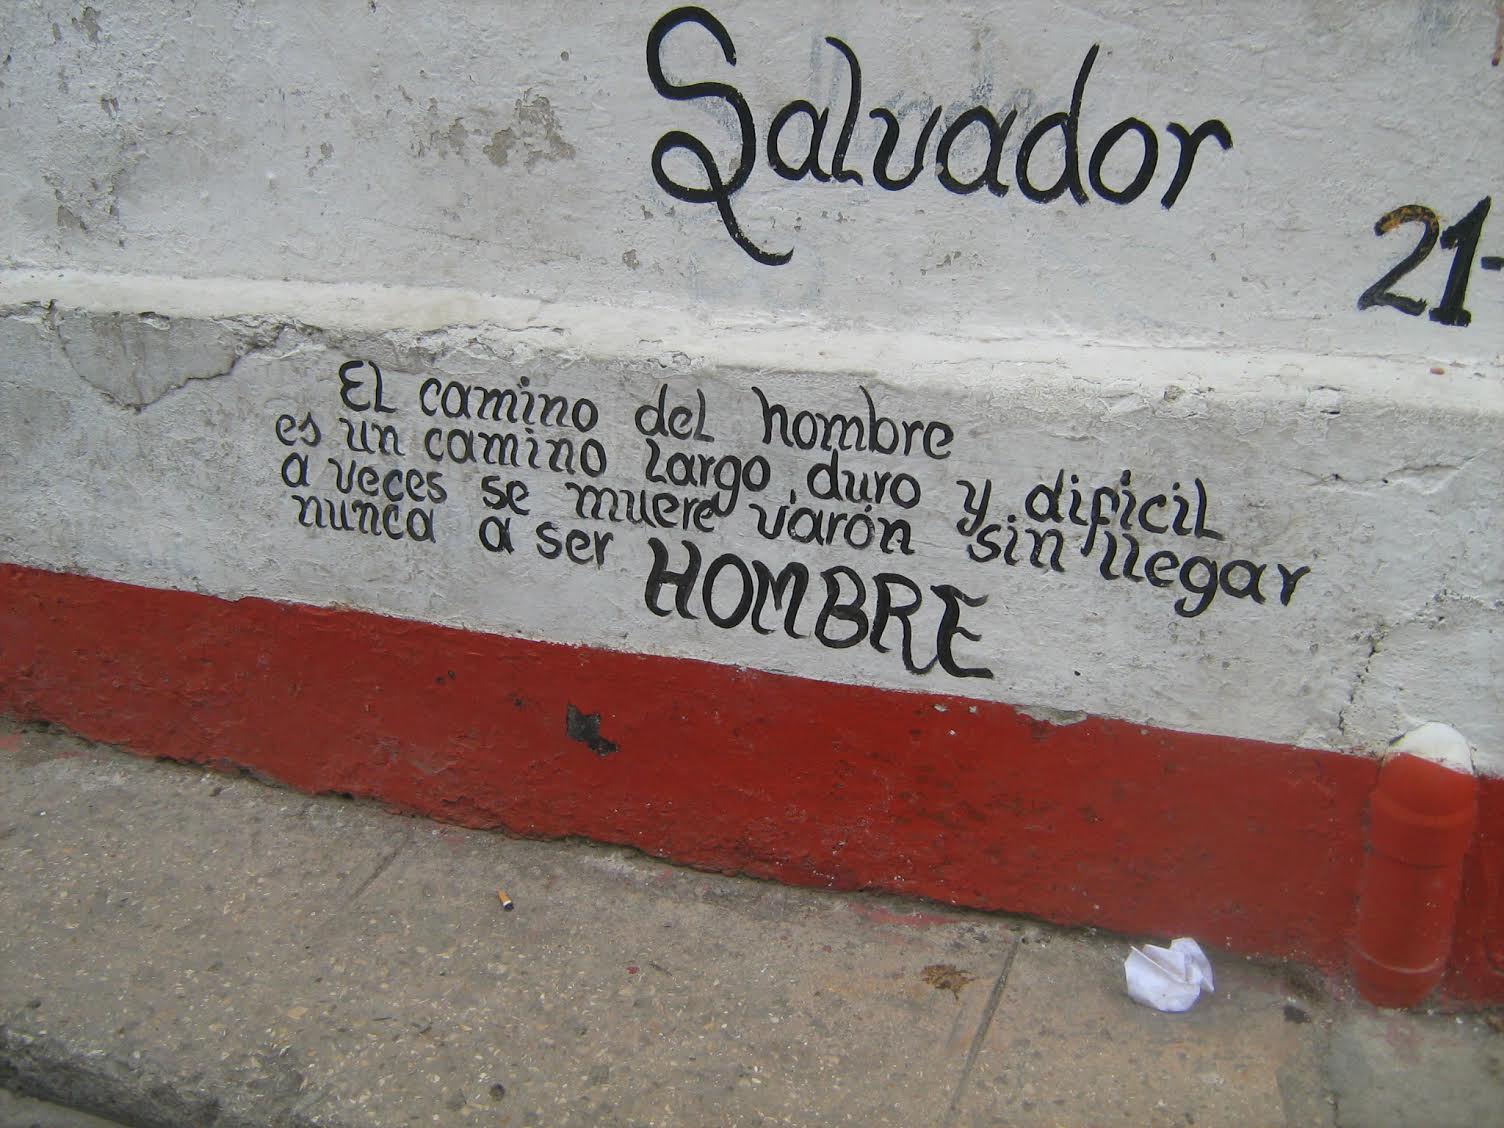 Salvador
21-
El camino del hombre
es un camino largo, duro y dificil
a veces se muere varón sin llegar
nunca a ser HOMBRE